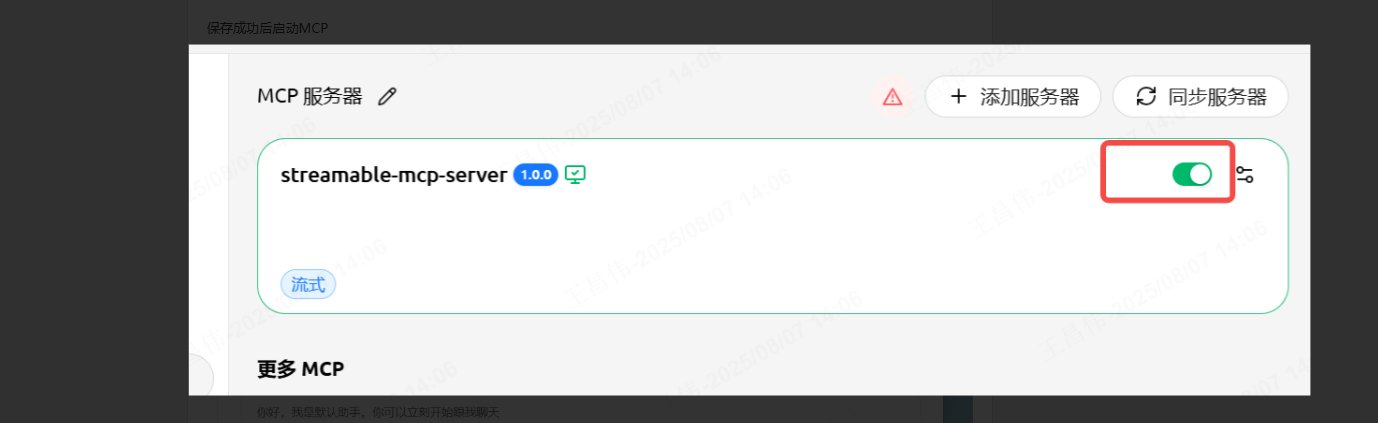 保存成功后启动MCP
MCP 服务器
添加服务器
同步服务器
streamable-mcp-server 1.0.0
流式
更多 MCP
你好，我是默认助手，你可以立刻开始跟我聊天
王昌伟-2025/08/07 14:06